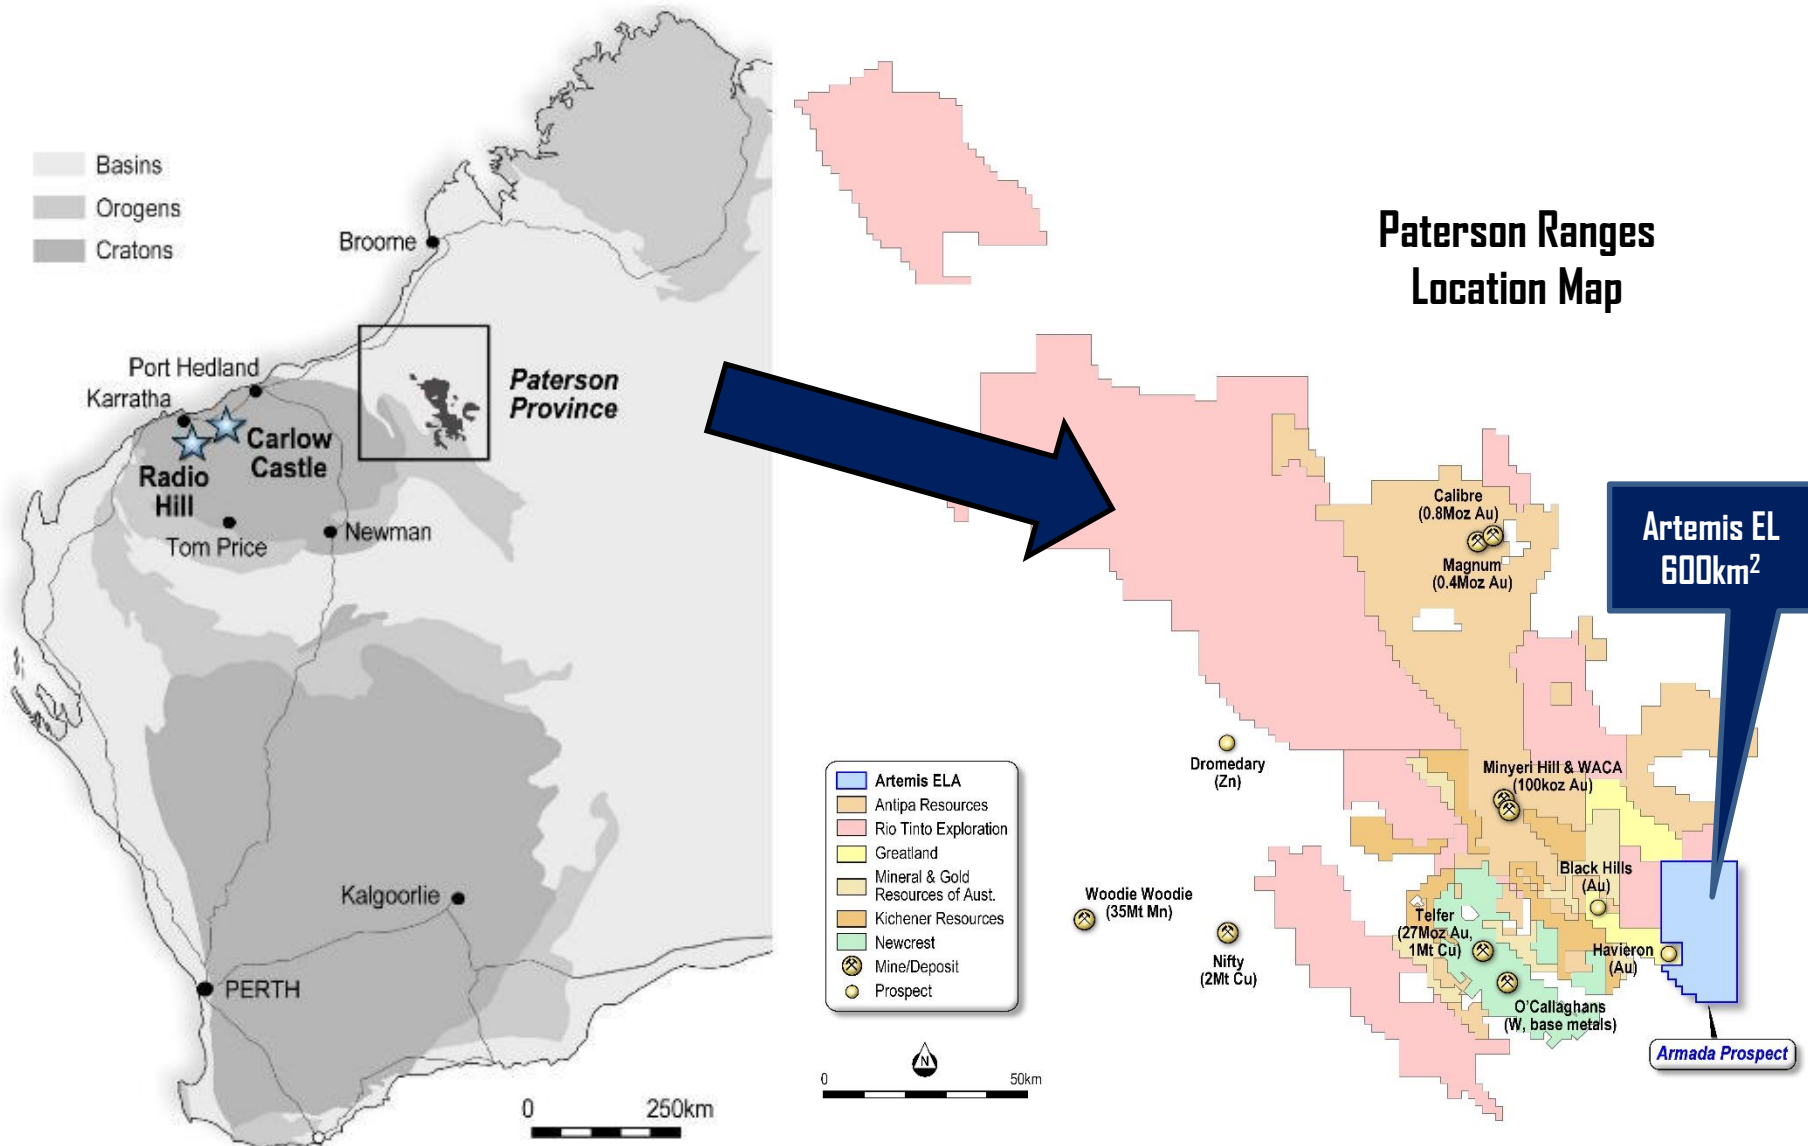 Basins
Orogens
Cratons
Broome
Port Hedland
Karratha
Carlow
Castle
Radio
Hill
Tom Price
Newman
Paterson
Province
Kalgoorlie
PERTH
0 250km
Paterson Ranges
Location Map
Calibre
(0.8Moz Au)
Magnum
(0.4Moz Au)
Artemis EL
600km²
Dromedary
(Zn)
Minyeri Hill & WACA
(100koz Au)
Black Hills
(Au)
Woodie Woodie
(35Mt Mn)
Nifty
(2Mt Cu)
Telfer
(27Moz Au,
1Mt Cu)
Havieron
(Au)
O'Callaghans
(W, base metals)
Armada Prospect
Artemis ELA
Antipa Resources
Rio Tinto Exploration
Greatland
Mineral & Gold
Resources of Aust.
Kichener Resources
Newcrest
Mine/Deposit
Prospect
N
0 50km